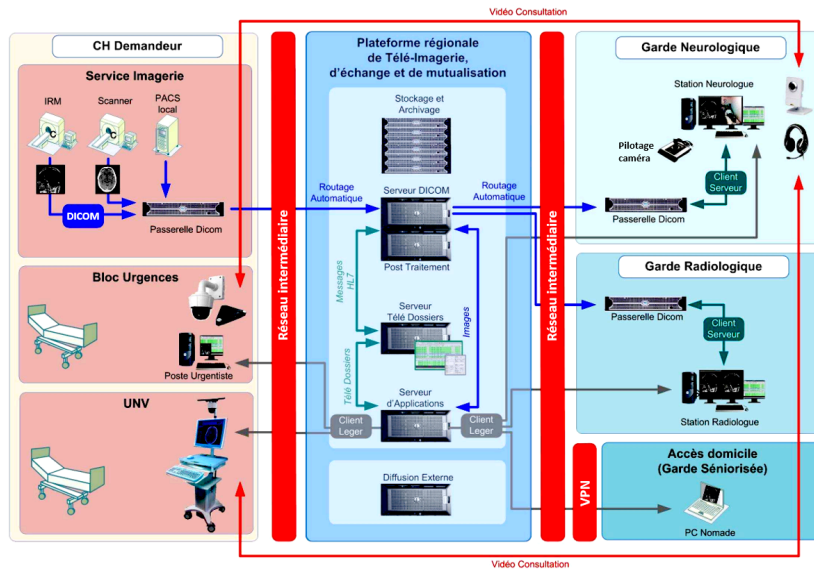 Vidéo Consultation
CH Demandeur
Service Imagerie
IRM
Scanner
PACS
local
DICOM
Passerelle Dicom
Bloc Urgences
Poste Urgentiste
UNV
Réseau intermédiaire
Plateforme régionale
de Télé-Imagerie,
d'échange et de mutualisation
Stockage et
Archivage
Routage
Automatique
Serveur DICOM
Post Traitement
Messages
HL7
Images
Serveur
Télé Dossiers
Télé Dossiers
Serveur
d'Applications
Client
Leger
Client
Leger
Diffusion Externe
Routage
Automatique
Réseau intermédiaire
VPN
Garde Neurologique
Station Neurologue
Pilotage
caméra
Client
Serveur
Passerelle Dicom
Garde Radiologique
Passerelle Dicom
Client
Serveur
Station Radiologue
Accès domicile
(Garde Séniorisée)
PC Nomade
Vidéo Consultation